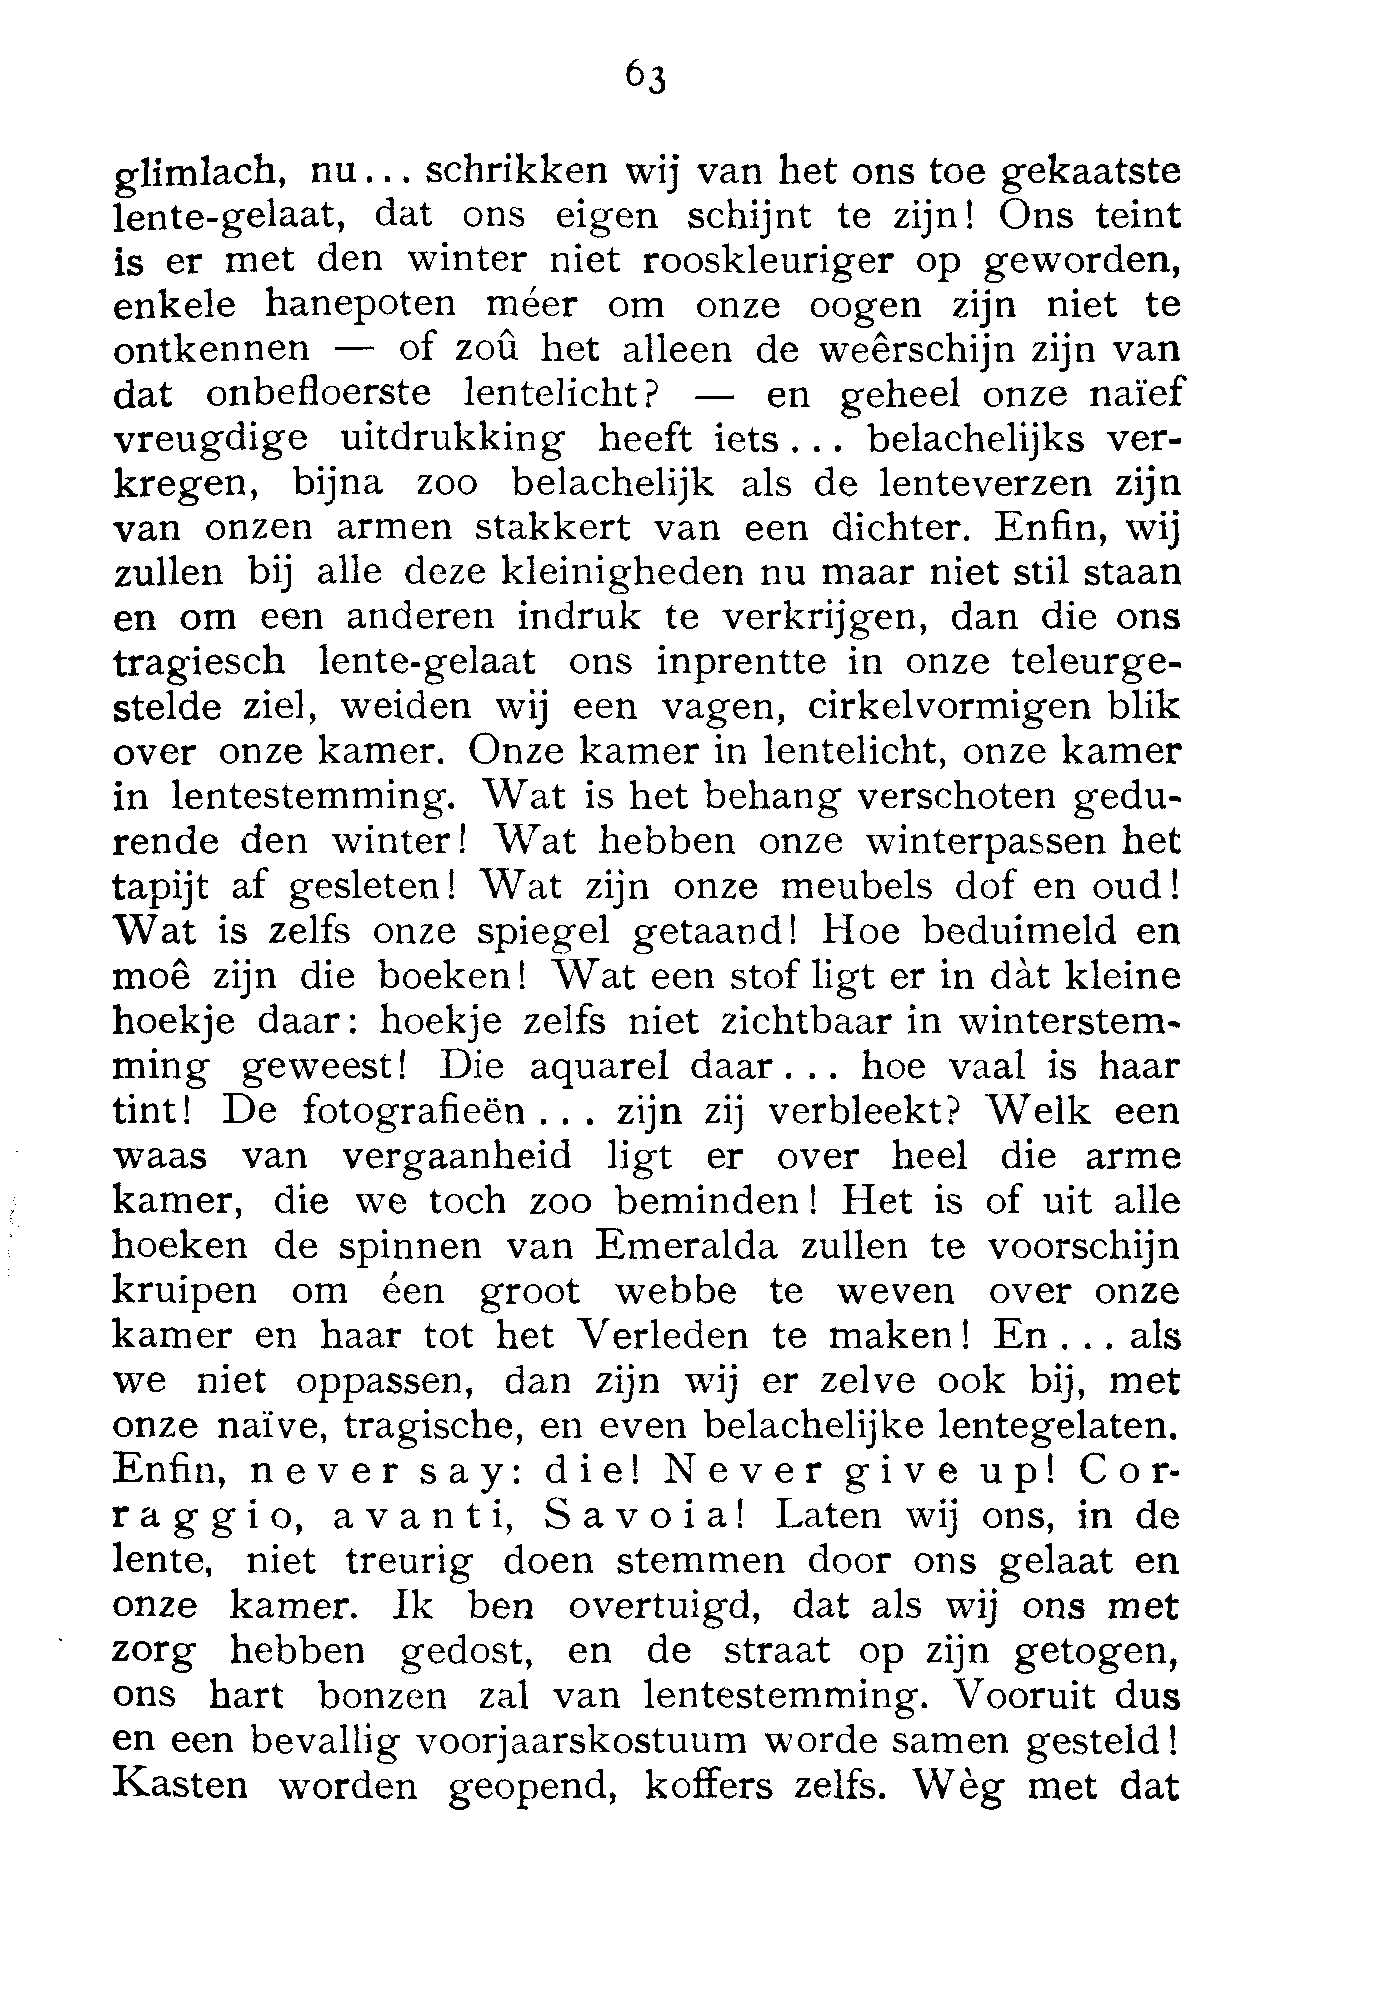 63
glimlach, nu... schrikken wij van het ons toe gekaatste
lente-gelaat, dat ons eigen schijnt te zijn! Ons teint
is er met den winter niet rooskleuriger op geworden,
enkele hanepoten méer om onze oogen zijn niet te
ontkennen — of zoû het alleen de weêrschijn zijn van
dat onbefloerste lentelicht? — en geheel onze naïef
vreugdige uitdrukking heeft iets... belachelijks ver-
kregen, bijna zoo belachelijk als de lenteverzen zijn
van onzen armen stakkert van een dichter. Enfin, wij
zullen bij alle deze kleinigheden nu maar niet stil staan
en om een anderen indruk te verkrijgen, dan die ons
tragiesch lente-gelaat ons inprentte in onze teleurge-
stelde ziel, weiden wij een vagen, cirkelvormigen blik
over onze kamer. Onze kamer in lentelicht, onze kamer
in lentestemming. Wat is het behang verschoten gedu-
rende den winter! Wat hebben onze winterpassen het
tapijt af gesleten! Wat zijn onze meubels dof en oud!
Wat is zelfs onze spiegel getaand! Hoe beduimeld en
moê zijn die boeken! Wat een stof ligt er in dàt kleine
hoekje daar: hoekje zelfs niet zichtbaar in winterstem-
ming geweest! Die aquarel daar... hoe vaal is haar
tint! De fotografieën... zijn zij verbleekt? Welk een
waas van vergaanheid ligt er over heel die arme
kamer, die we toch zoo beminden! Het is of uit alle
hoeken de spinnen van Emeralda zullen te voorschijn
kruipen om éen groot webbe te weven over onze
kamer en haar tot het Verleden te maken! En... als
we niet oppassen, dan zijn wij er zelve ook bij, met
onze naïve, tragische, en even belachelijke lentegelaten.
Enfin, never say: die! Never give up! Cor-
raggio, avanti, Savoia! Laten wij ons, in de
lente, niet treurig doen stemmen door ons gelaat en
onze kamer. Ik ben overtuigd, dat als wij ons met
zorg hebben gedost, en de straat op zijn getogen,
ons hart bonzen zal van lentestemming. Vooruit dus
en een bevallig voorjaarskostuum worde samen gesteld!
Kasten worden geopend, koffers zelfs. Wèg met dat